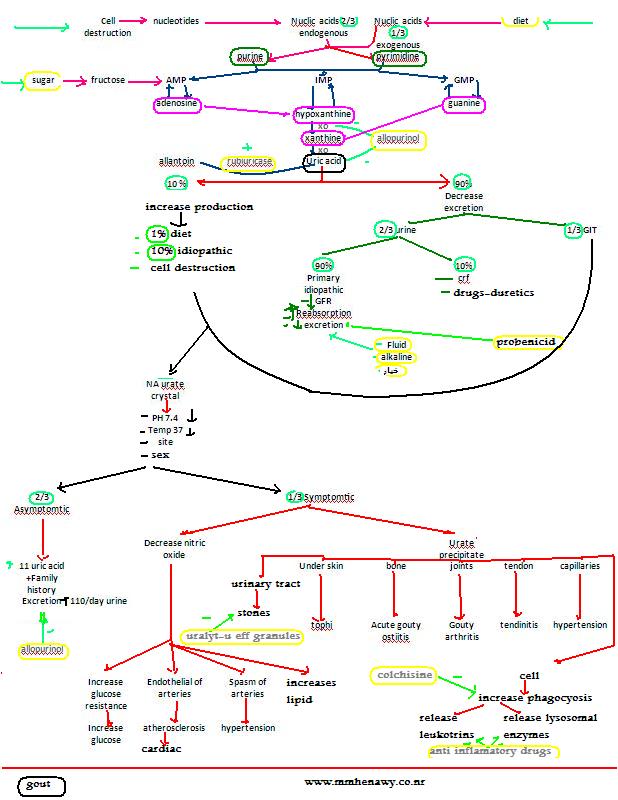 Cell destruction
nucleotides
Nuclic acids 2/3 endogenous
Nuclic acids 1/3 exogenous
diet
purine
pyrimidine
sugar
fructose
AMP
IMP
GMP
adenosine
hypoxanthine
guanine
xo
xanthine
allopurinol
xo
allantoin
ruburicase
Uric acid
10%
90%
Decrease
excretion
increase production
1% diet
10% idiopathic
cell destruction
2/3 urine
1/3 GIT
90%
Primary
idiopathic
GFR
Reabsorption
excretion
10%
crf
drugs-duretics
probenicid
Fluid
alkaline
خيار
NA urate
crystal
PH 7.4
Temp 37
site
sex
2/3
Asymptomtic
1/3 Symptomtic
11 uric acid
+Family
history
Excretion 110/day urine
allopurinol
Decrease nitric
oxide
Urate
precipitate
urinary tract
Under skin
bone
joints
tendon
capillaries
stones
uralyt-u eff granules
tophi
Acute gouty
ostiitis
Gouty
arthritis
tendinitis
hypertension
Increase
glucose
resistance
Endothelial of
arteries
Spasm of
arteries
increases
lipid
Increase
glucose
atherosclerosis
hypertension
cardiac
colchisine
cell
increase phagocyosis
release
leukotrins
release lysosomal
enzymes
anti inflamatory drugs
gout
www.mmhenawy.co.nr